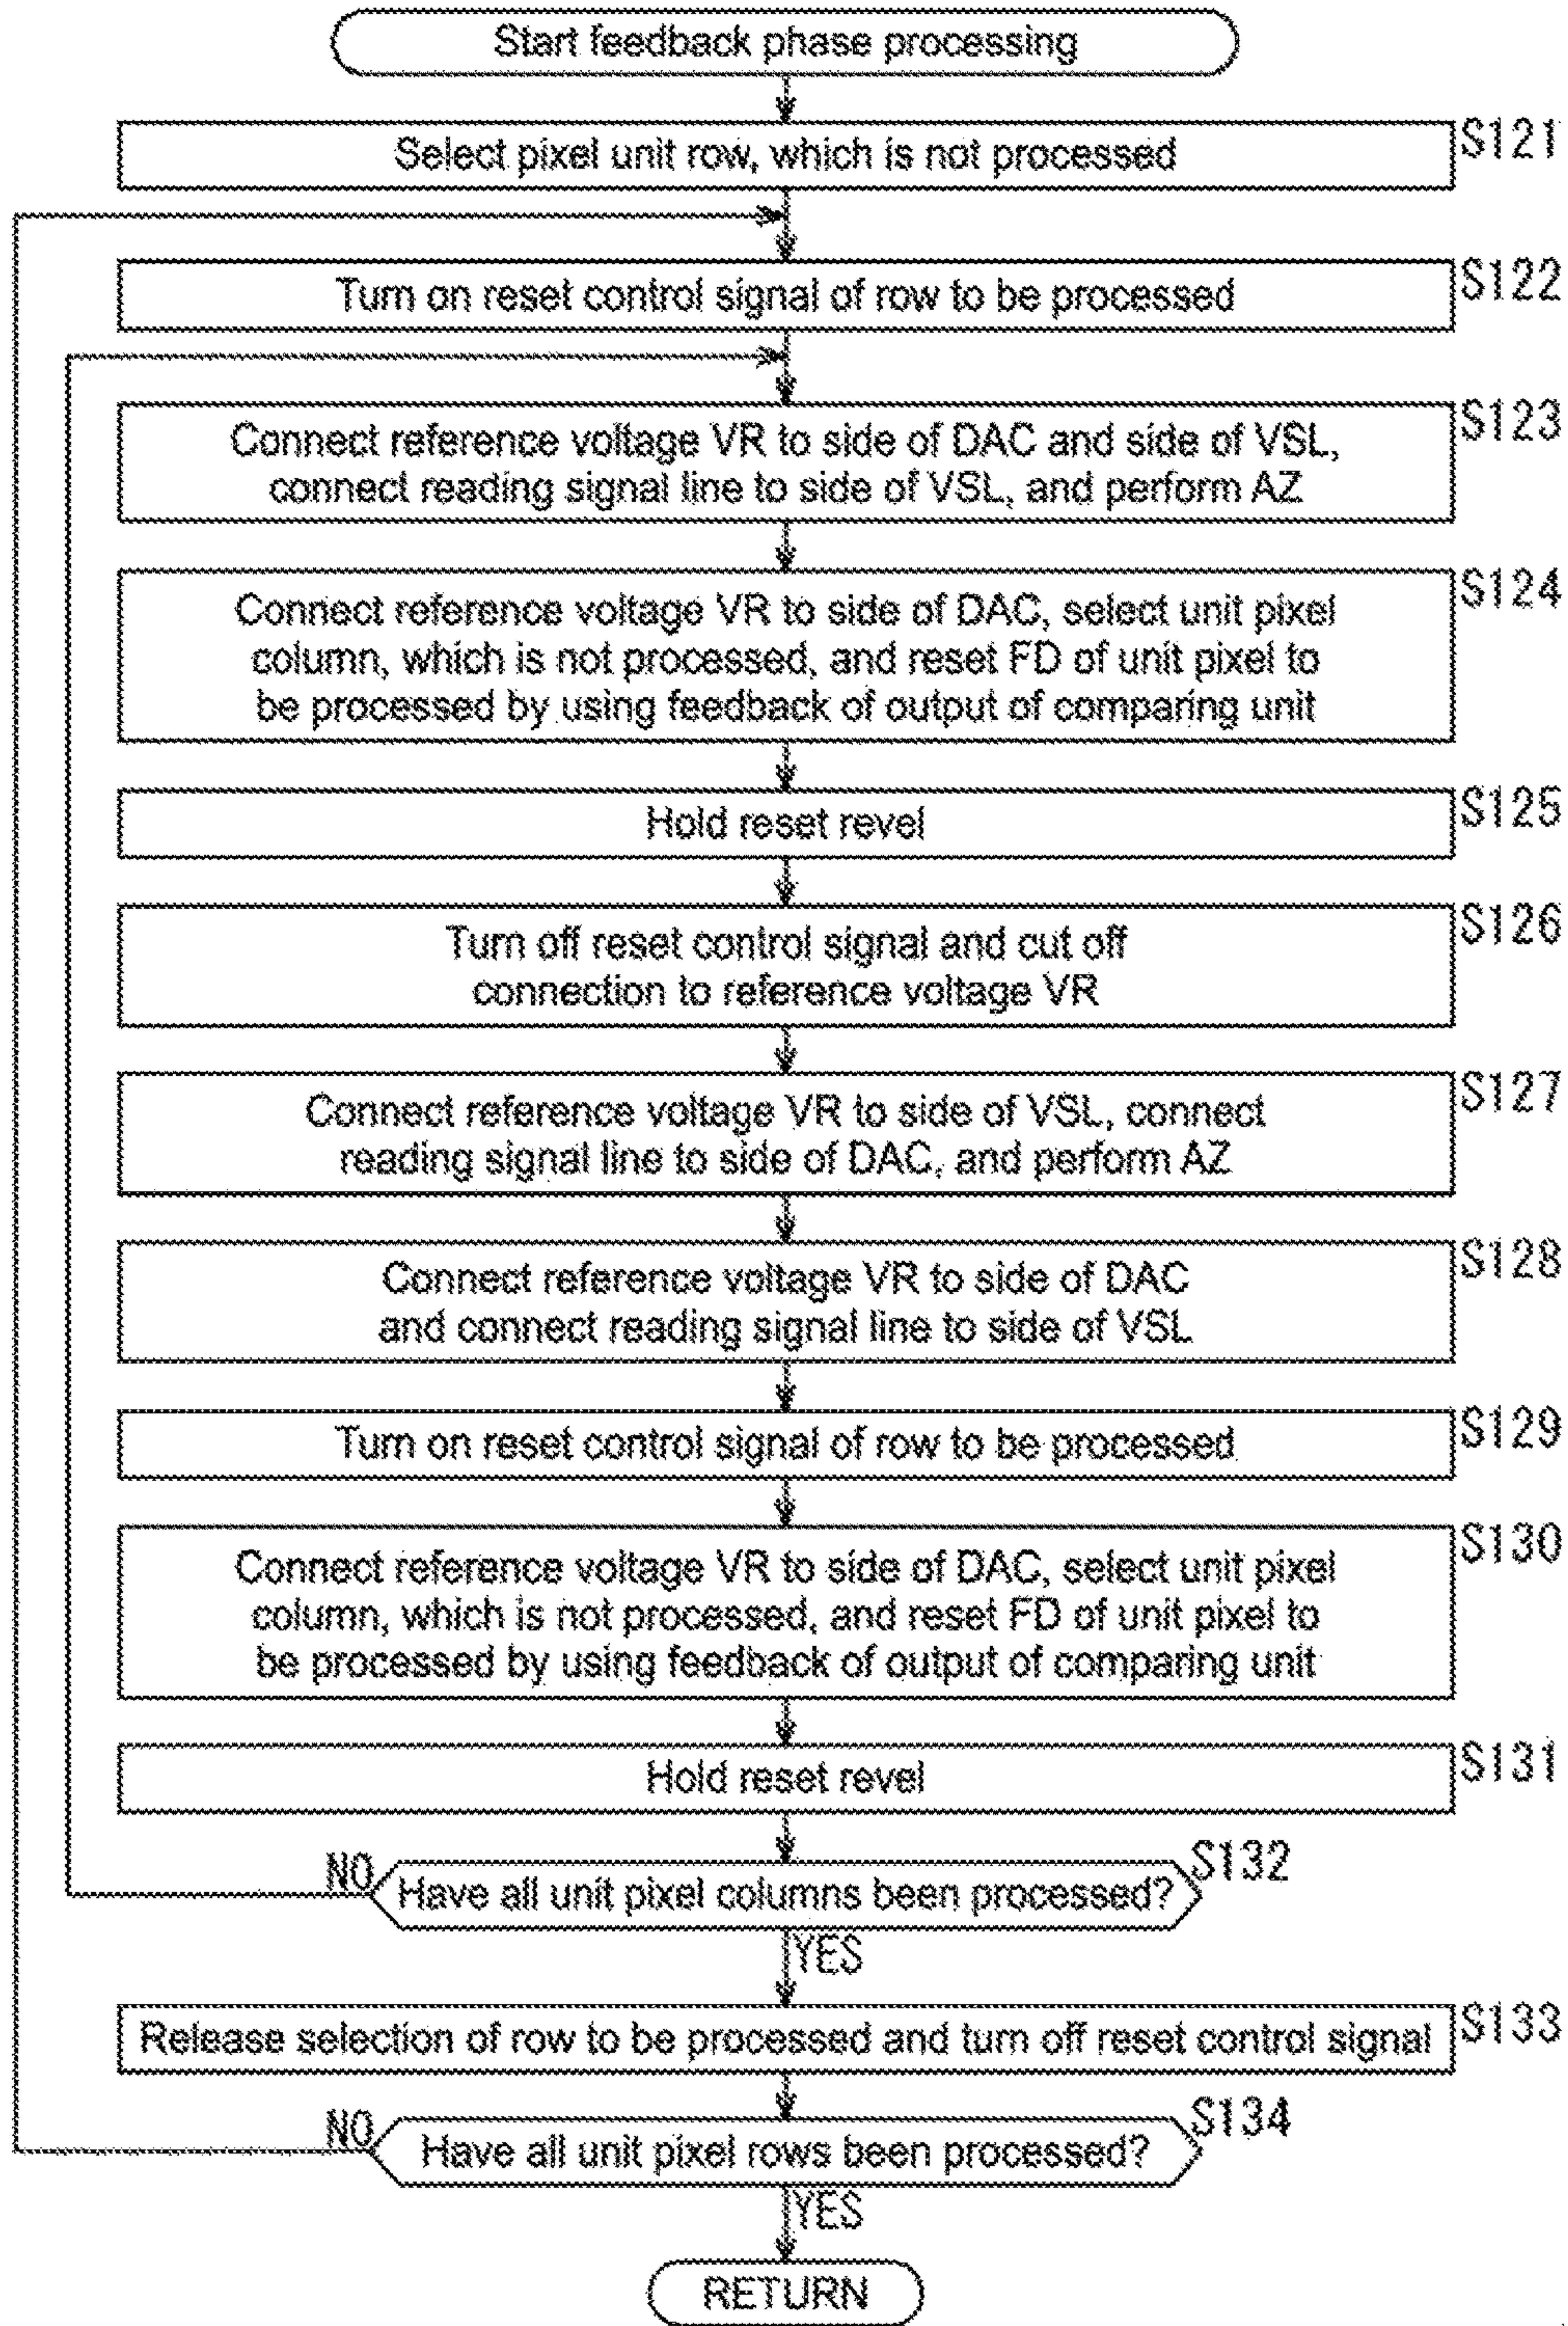 Start feedback phase processing
Select pixel unit row, which is not processed
S121
Turn on reset control signal of row to be processed
S122
Connect reference voltage VR to side of DAC and side of VSL,
connect reading signal line to side of VSL, and perform AZ
S123
Connect reference voltage VR to side of DAC, select unit pixel
column, which is not processed, and reset FD of unit pixel to
be processed by using feedback of output of comparing unit
S124
Hold reset revel
S125
Turn off reset control signal and cut off
connection to reference voltage VR
S126
Connect reference voltage VR to side of VSL, connect
reading signal line to side of DAC, and perform AZ
S127
Connect reference voltage VR to side of DAC
and connect reading signal line to side of VSL
S128
Turn on reset control signal of row to be processed
S129
Connect reference voltage VR to side of DAC, select unit pixel
column, which is not processed, and reset FD of unit pixel to
be processed by using feedback of output of comparing unit
S130
Hold reset revel
S131
NO
Have all unit pixel columns been processed?
S132
YES
Release selection of row to be processed and turn off reset control signal
S133
NO
Have all unit pixel rows been processed?
S134
YES
RETURN